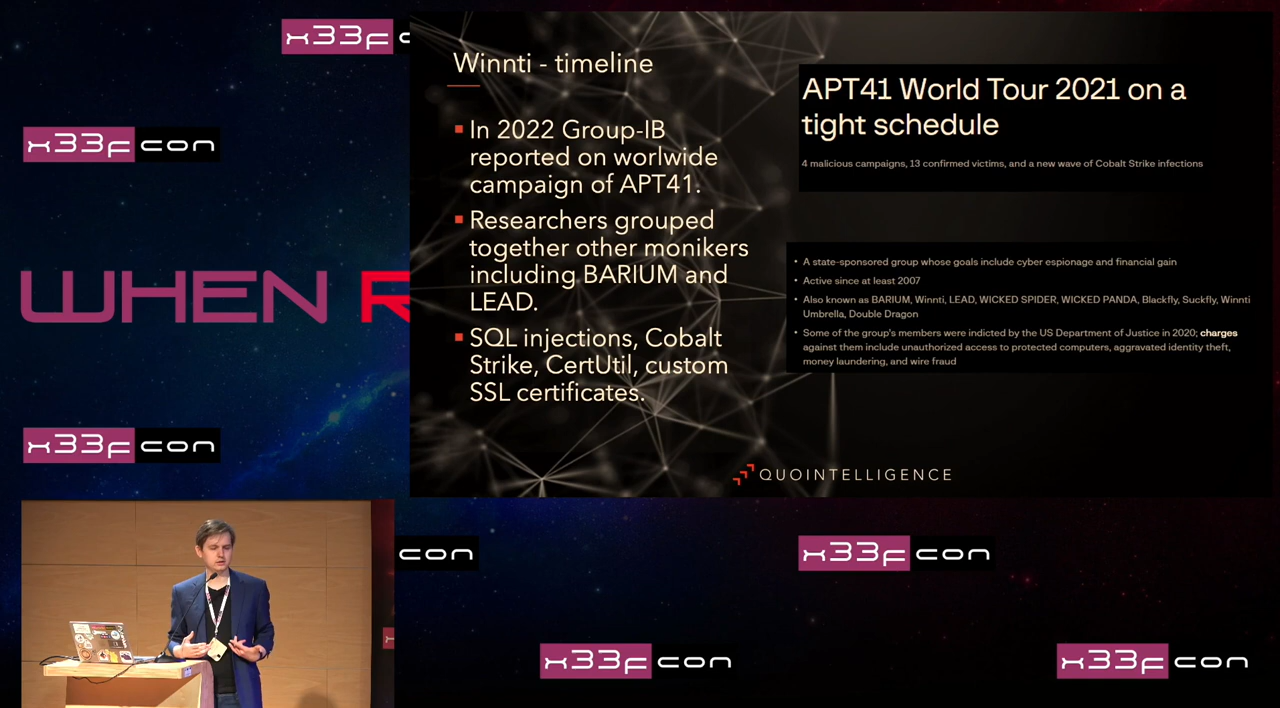 x33fc
x33fcon
WHEN R
x33fcon
con
x33fcon
x33fcon
x33fcon
Winnti - timeline
▪ In 2022 Group-IB
reported on worlwide
campaign of APT41.
▪ Researchers grouped
together other monikers
including BARIUM and
LEAD.
▪ SQL injections, Cobalt
Strike, CertUtil, custom
SSL certificates.
APT41 World Tour 2021 on a
tight schedule
4 malicious campaigns, 13 confirmed victims, and a new wave of Cobalt Strike infections
• A state-sponsored group whose goals include cyber espionage and financial gain
• Active since at least 2007
• Also known as BARIUM, Winnti, LEAD, WICKED SPIDER, WICKED PANDA, Blackfly, Suckfly, Winnti
Umbrella, Double Dragon
• Some of the group's members were indicted by the US Department of Justice in 2020; charges
against them include unauthorized access to protected computers, aggravated identity theft,
money laundering, and wire fraud
QUOINTELLIGENCE